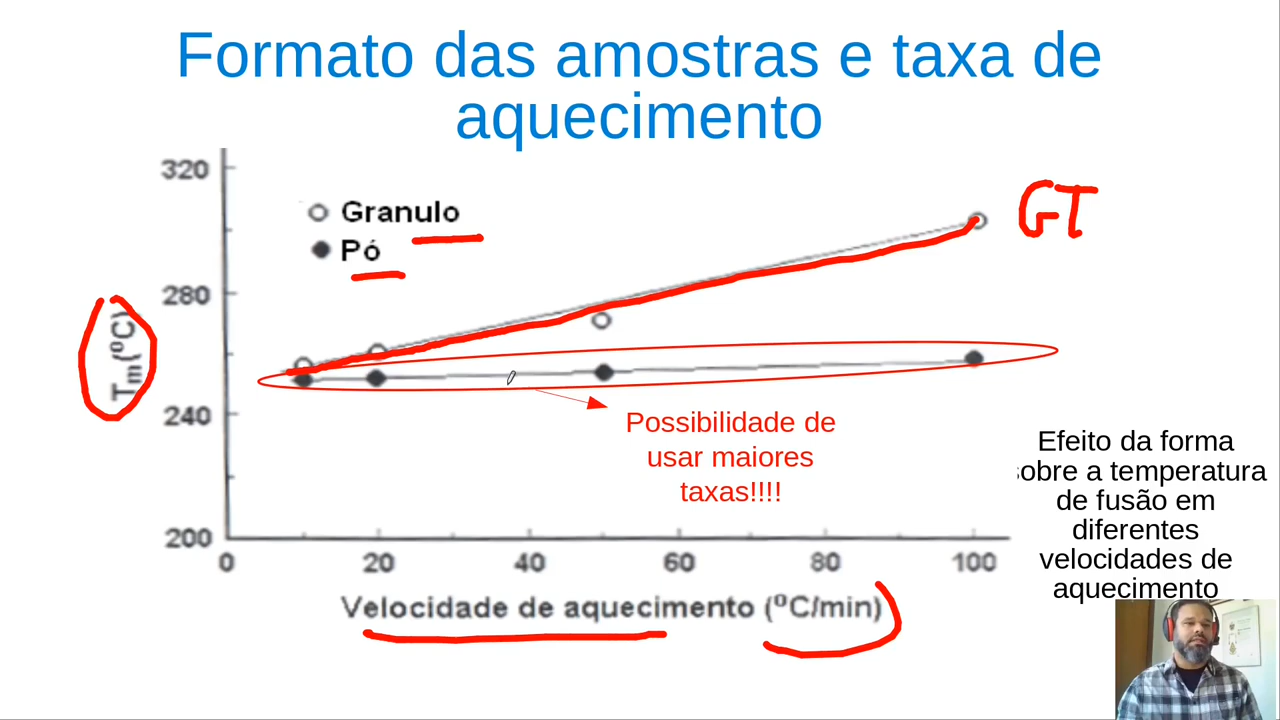 Formato das amostras e taxa de
aquecimento
320
Granulo
Pó
GT
280
Tm(ºC)
240
Possibilidade de
usar maiores
taxas!!!!
Efeito da forma
sobre a temperatura
de fusão em
diferentes
velocidades de
aquecimento
200
0 20 40 60 80 100
Velocidade de aquecimento (ºC/min)